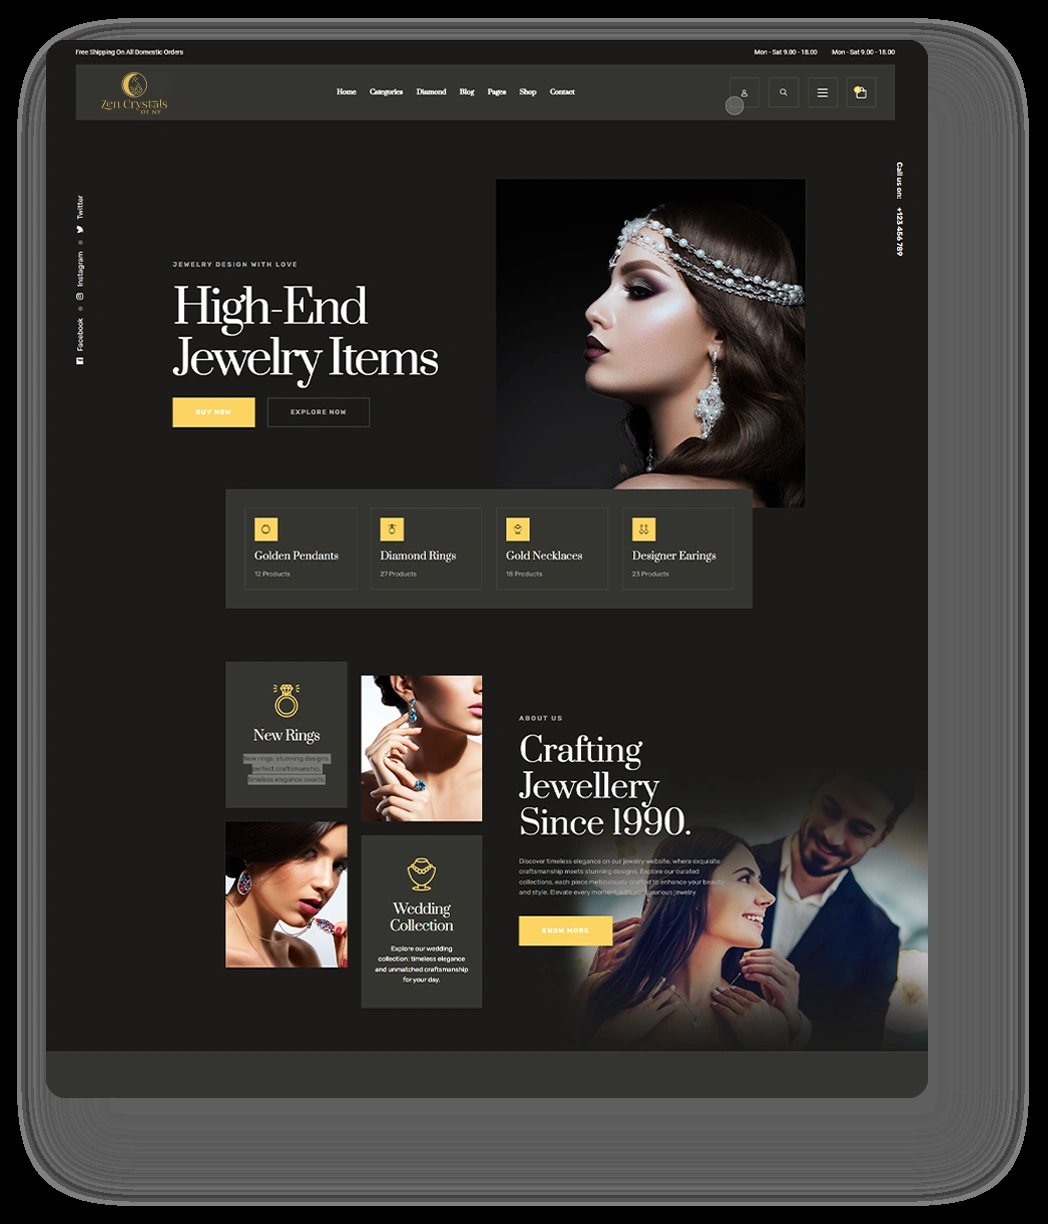 Free Shipping On All Domestic Orders
Mon - Sat 9.00 - 18.00
Mon - Sat 9.00 - 18.00
Zen Crystals
OF NY
Home
Categories
Diamond
Blog
Pages
Shop
Contact
Call us on: +123 456 789
Twitter
Instagram
Facebook
JEWELRY DESIGN WITH LOVE
High-End
Jewelry Items
BUY NOW
EXPLORE NOW
Golden Pendants
12 Products
Diamond Rings
27 Products
Gold Necklaces
18 Products
Designer Earings
23 Products
New Rings
New rings: stunning designs,
perfect craftsmanship,
timeless elegance awaits.
Wedding
Collection
Explore our wedding
collection: timeless elegance
and unmatched craftsmanship
for your day.
ABOUT US
Crafting
Jewellery
Since 1990.
Discover timeless elegance on our jewelry website, where exquisite
craftsmanship meets stunning designs. Explore our curated
collections, each piece meticulously crafted to enhance your beauty
and style. Elevate every moment with our luxurious jewelry.
KNOW MORE